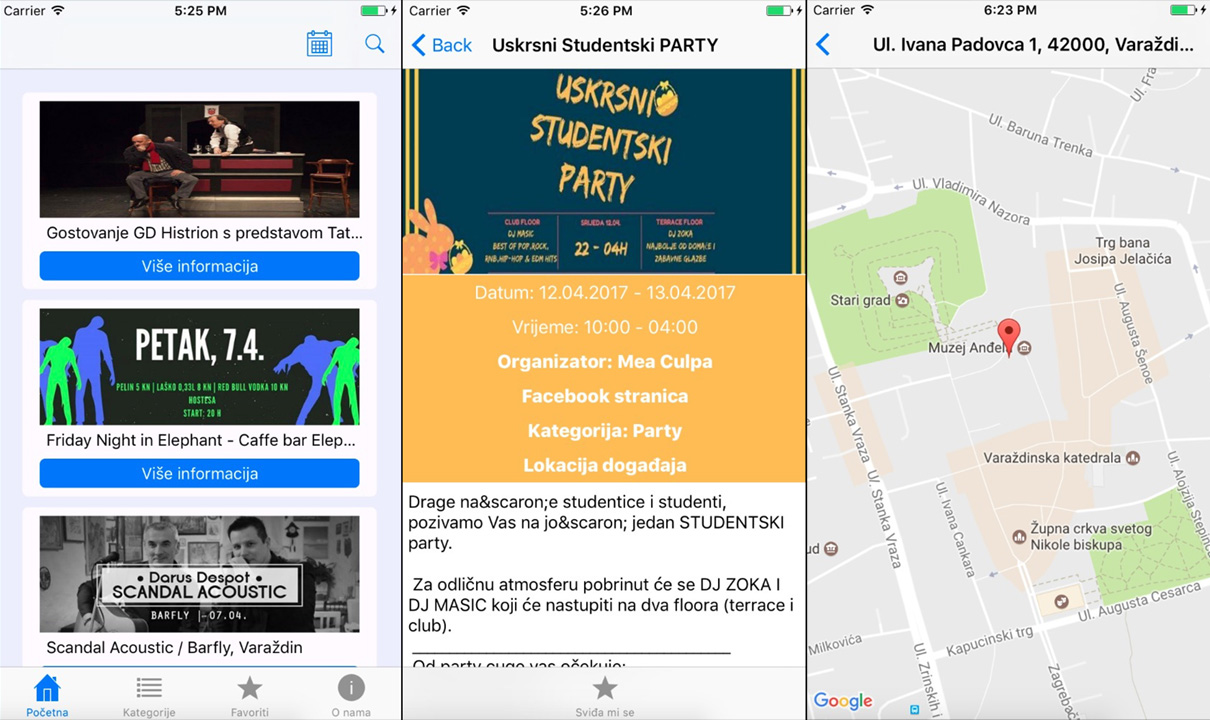 Carrier
5:25 PM
Gostovanje GD Histrion s predstavom Tat...
Više informacija
PETAK, 7.4.
PELIN 5 KN | LAŠKO 0,33L 8 KN | RED BULL VODKA 10 KN
HOSTESA
START: 20 H
Friday Night in Elephant - Caffe bar Elep...
Više informacija
• Darus Despot •
SCANDAL ACOUSTIC
BARFLY | 07.04.
Scandal Acoustic / Barfly, Varaždin
Početna
Kategorije
Favoriti
O nama
Carrier
5:26 PM
Back
Uskrsni Studentski PARTY
USKRSNI
STUDENTSKI
PARTY
CLUB FLOOR
DJ MASIC
BEST OF POP,ROCK,
RNB,HIP-HOP & EDM HITS
SRIJEDA 12.04.
22 - 04H
TERRACE FLOOR
DJ ZOKA
NAJBOLJE OD DOMAĆE I
ZABAVNE GLAZBE
Datum: 12.04.2017 - 13.04.2017
Vrijeme: 10:00 - 04:00
Organizator: Mea Culpa
Facebook stranica
Kategorija: Party
Lokacija događaja
Drage na&scaron;e studentice i studenti,
pozivamo Vas na jo&scaron; jedan STUDENTSKI
party.
Za odličnu atmosferu pobrinut će se DJ ZOKA I
DJ MASIC koji će nastupiti na dva floora (terrace i
club).
Od party cuge vas očekuje:
Sviđa mi se
Carrier
6:23 PM
Ul. Ivana Padovca 1, 42000, Varaždi...
Ul. Fra
Ul. Baruna Trenka
Ul. Vladimira Nazora
Trg bana
Josipa Jelačića
Stari grad
Muzej Anđel
Ul. Augusta Šenoe
Ul. Stanka Vraza
Ul. Stanka Vraza
Varaždinska katedrala
Ul. Alojzija Stepinc
Ul. Ivana Cankara
Župna crkva svetog
Nikole biskupa
ud
Ul. Augusta Cesarca
Kapucinski trg
Milkovića
Ul. Zrinskih i
Zagrebač
Google